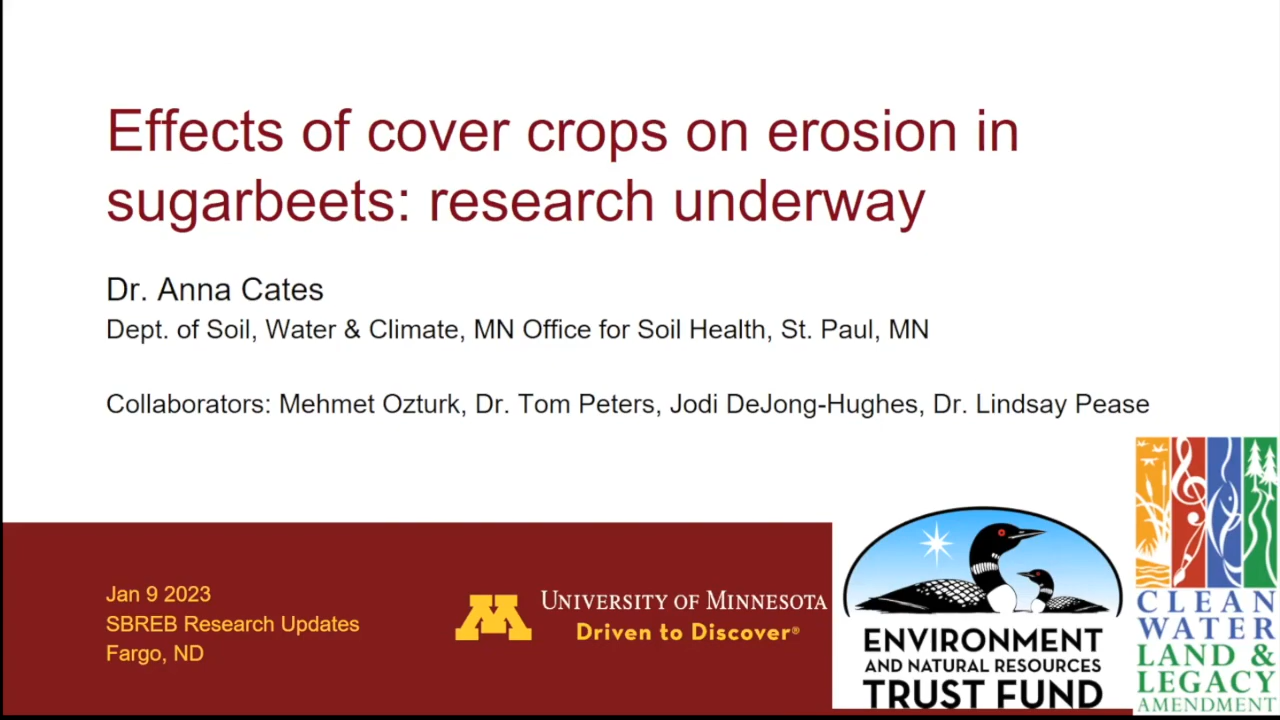 Effects of cover crops on erosion in
sugarbeets: research underway
Dr. Anna Cates
Dept. of Soil, Water & Climate, MN Office for Soil Health, St. Paul, MN
Collaborators: Mehmet Ozturk, Dr. Tom Peters, Jodi DeJong-Hughes, Dr. Lindsay Pease
Jan 9 2023
SBREB Research Updates
Fargo, ND
M
UNIVERSITY OF MINNESOTA
Driven to Discover®
ENVIRONMENT
AND NATURAL RESOURCES
TRUST FUND
CLEAN
WATER
LAND &
LEGACY
AMENDMENT